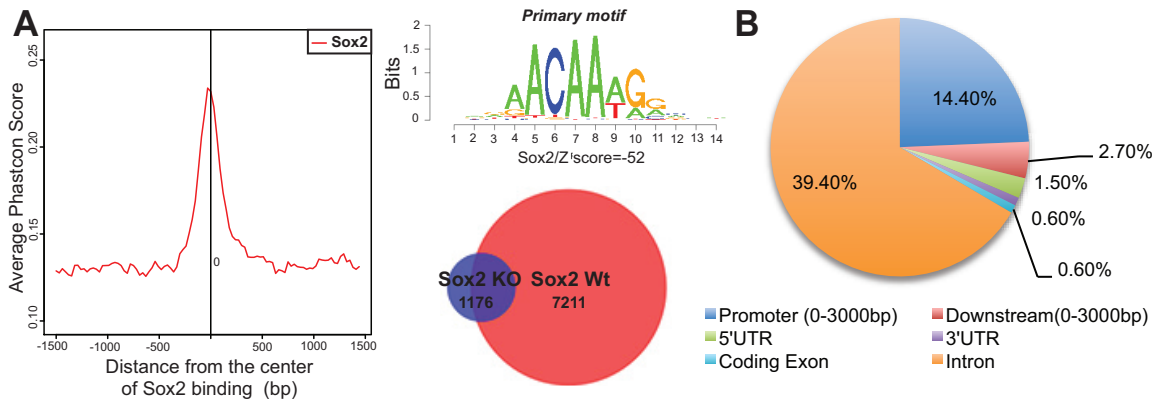 A
Sox2
0.25
0.20
0.15
0.10
Average Phastcon Score
0
-1500
-1000
-500
500
1000
1500
Distance from the center
of Sox2 binding (bp)
Primary motif
2
1.5
1
0.5
0
Bits
ACAAAG
T
A
1 2 3 4 5 6 7 8 9 10 11 12 13 14
Sox2/Z score=-52
Sox2 KO
1176
Sox2 Wt
7211
B
14.40%
2.70%
1.50%
0.60%
0.60%
39.40%
Promoter (0-3000bp)
Downstream(0-3000bp)
5'UTR
3'UTR
Coding Exon
Intron